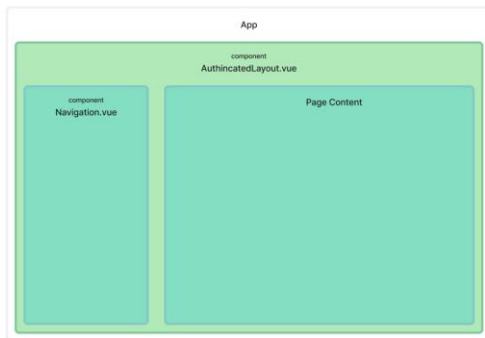 App
component
AuthincatedLayout.vue
component
Navigation.vue
Page Content